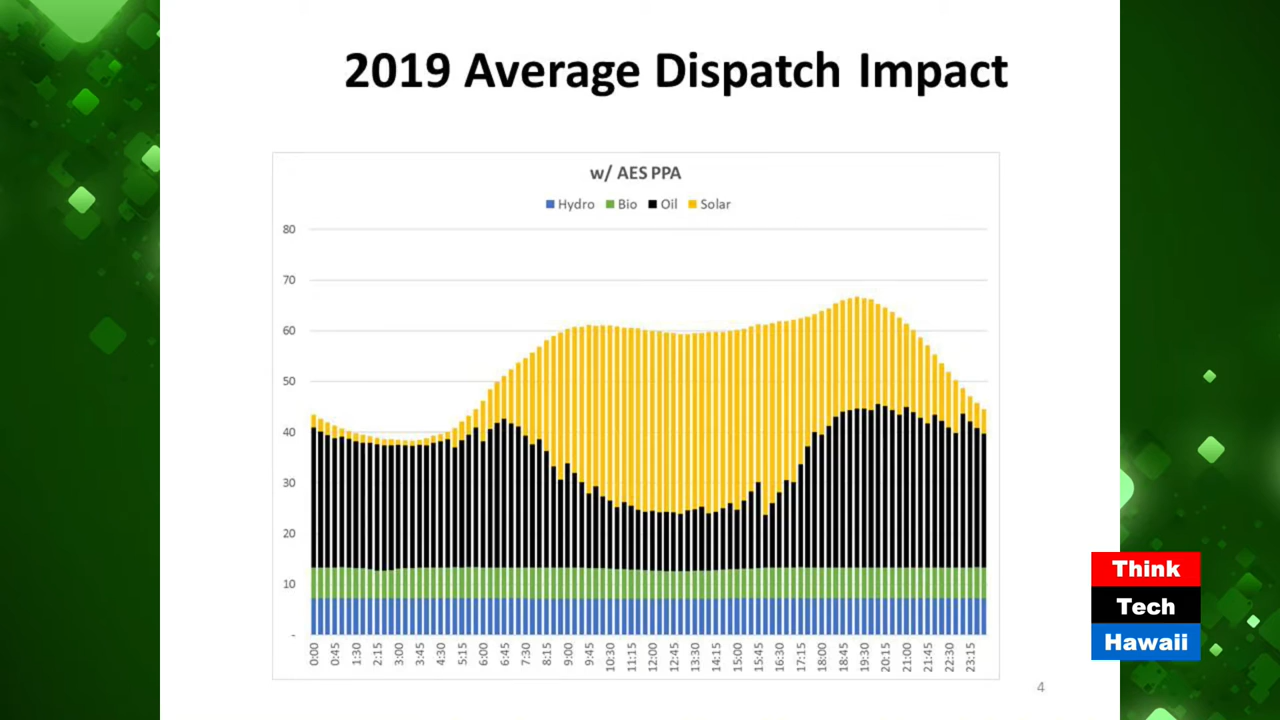 2019 Average Dispatch Impact
w/ AES PPA
Hydro Bio Oil Solar
80
70
60
50
40
30
20
10
-
0:00 0:45 1:30 2:15 3:00 3:45 4:30 5:15 6:00 6:45 7:30 8:15 9:00 9:45 10:30 11:15 12:00 12:45 13:30 14:15 15:00 15:45 16:30 17:15 18:00 18:45 19:30 20:15 21:00 21:45 22:30 23:15
4
Think
Tech
Hawaii